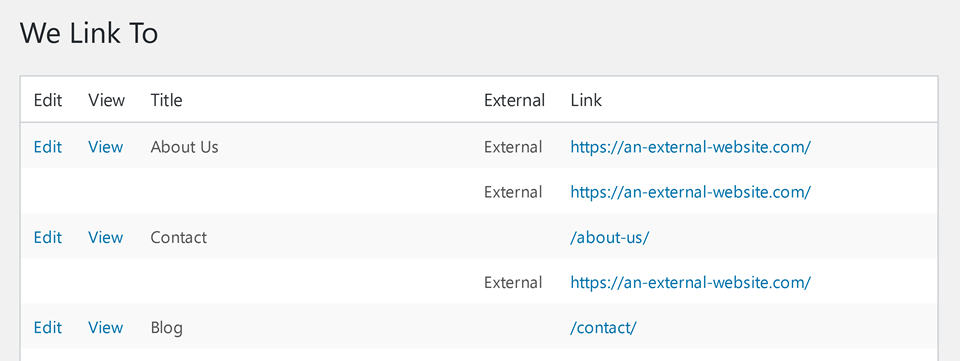 We Link To
Edit View Title External Link
Edit View About Us External https://an-external-website.com/
External https://an-external-website.com/
Edit View Contact /about-us/
External https://an-external-website.com/
Edit View Blog /contact/